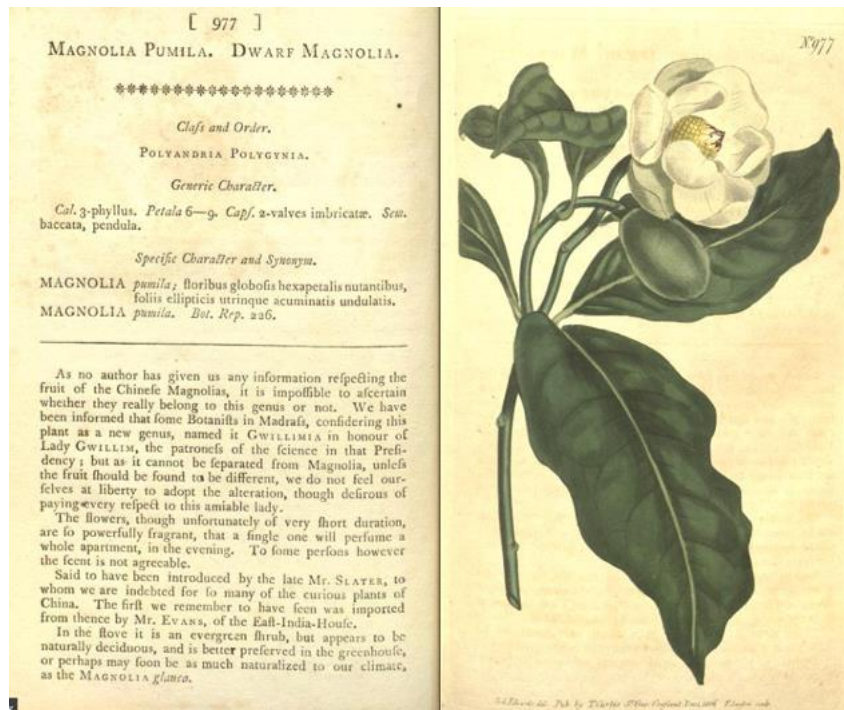 [ 977 ]
MAGNOLIA PUMILA. DWARF MAGNOLIA.
Claſs and Order.
POLYANDRIA POLYGYNIA.
Generic Character.
Cal. 3-phyllus. Petala 6—9. Capſ. 2-valves imbricatæ. Sem.
baccata, pendula.
Specific Character and Synonym.
MAGNOLIA pumila; floribus globoſis hexapetalis nutantibus,
foliis ellipticis utrinque acuminatis undulatis.
MAGNOLIA pumila. Bot. Rep. 226.
As no author has given us any information reſpecting the
fruit of the Chineſe Magnolias, it is impoſſible to aſcertain
whether they really belong to this genus or not. We have
been informed that ſome Botaniſts in Madraſs, conſidering this
plant as a new genus, named it GWILLIMIA in honour of
Lady GWILLIM, the patroneſs of the ſcience in that Preſi-
dency; but as it cannot be ſeparated from Magnolia, unleſs
the fruit ſhould be found to be different, we do not feel our-
ſelves at liberty to adopt the alteration, though deſirous of
paying every reſpect to this amiable lady.
The flowers, though unfortunately of very ſhort duration,
are ſo powerfully fragrant, that a ſingle one will perfume a
whole apartment, in the evening. To ſome perſons however
the ſcent is not agreeable.
Said to have been introduced by the late Mr. SLATER, to
whom we are indebted for ſo many of the curious plants of
China. The firſt we remember to have ſeen was imported
from thence by Mr. EVANS, of the Eaſt-India-Houſe.
In the ſtove it is an evergreen ſhrub, but appears to be
naturally deciduous, and is better preſerved in the greenhouſe,
or perhaps may ſoon be as much naturalized to our climate,
as the MAGNOLIA glauca.
N.977
Pub. by